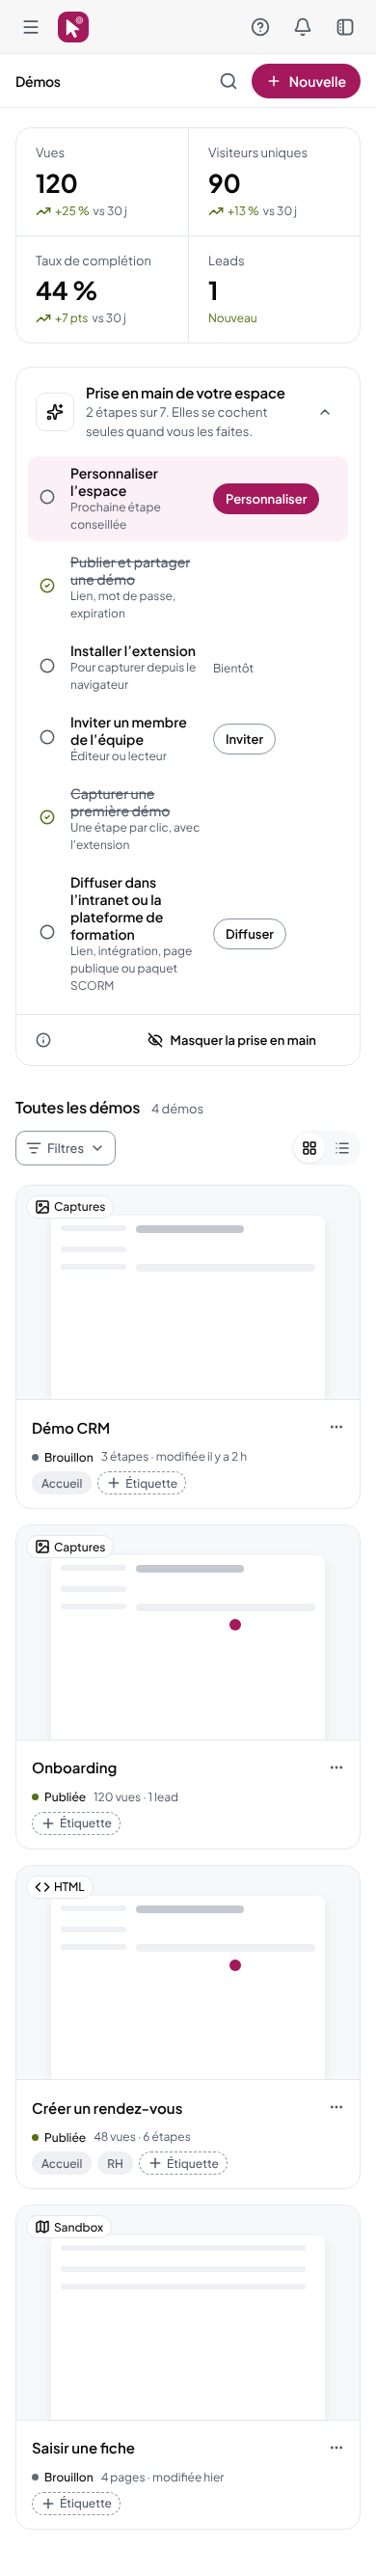 Démos
Nouvelle
Vues
120
+25 % vs 30 j
Visiteurs uniques
90
+13 % vs 30 j
Taux de complétion
44 %
+7 pts vs 30 j
Leads
1
Nouveau
Prise en main de votre espace
2 étapes sur 7. Elles se cochent
seules quand vous les faites.
Personnaliser
l’espace
Prochaine étape
conseillée
Personnaliser
Publier et partager
une démo
Lien, mot de passe,
expiration
Installer l’extension
Pour capturer depuis le
navigateur
Bientôt
Inviter un membre
de l’équipe
Éditeur ou lecteur
Inviter
Capturer une
première démo
Une étape par clic, avec
l’extension
Diffuser dans
l’intranet ou la
plateforme de
formation
Lien, intégration, page
publique ou paquet
SCORM
Diffuser
Masquer la prise en main
Toutes les démos 4 démos
Filtres
Captures
Démo CRM
Brouillon 3 étapes · modifiée il y a 2 h
Accueil + Étiquette
Captures
Onboarding
Publiée 120 vues · 1 lead
+ Étiquette
HTML
Créer un rendez-vous
Publiée 48 vues · 6 étapes
Accueil RH + Étiquette
Sandbox
Saisir une fiche
Brouillon 4 pages · modifiée hier
+ Étiquette